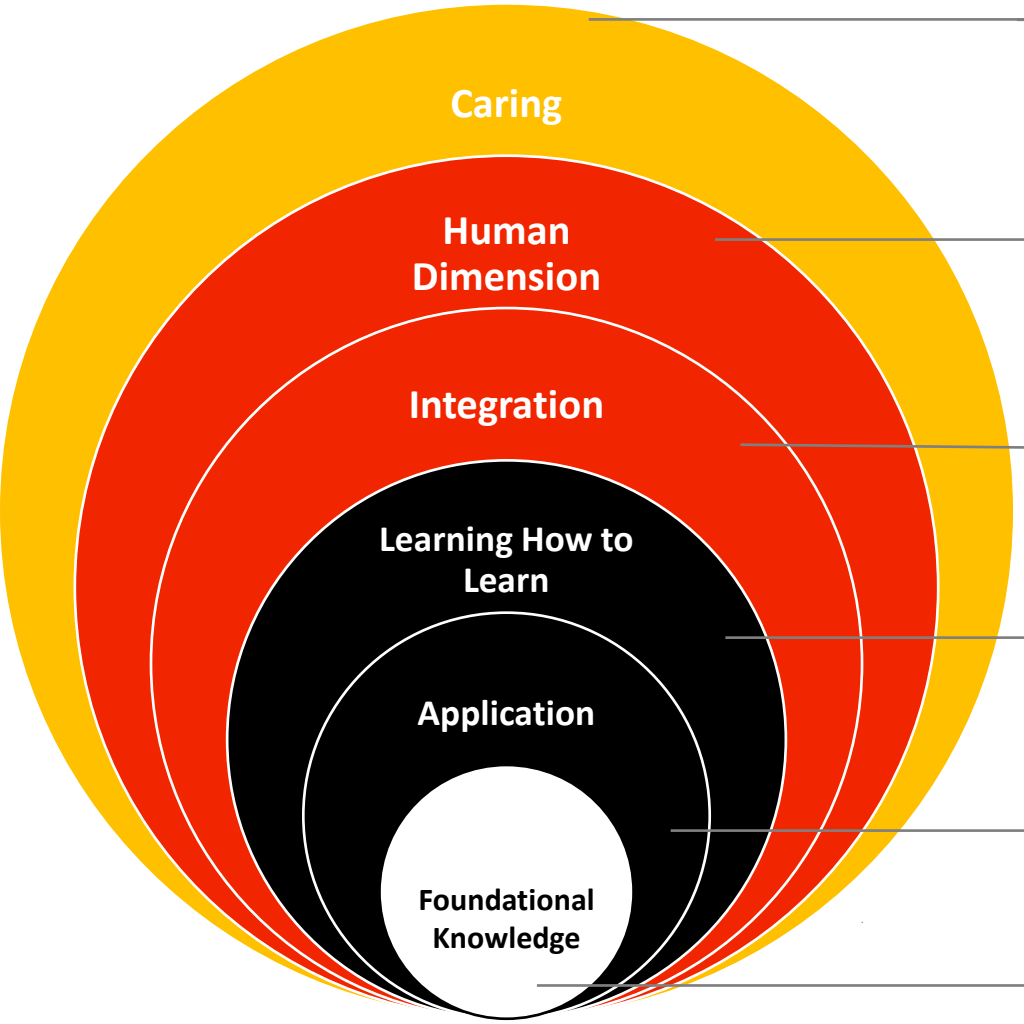 Caring
Human
Dimension
Integration
Learning How to
Learn
Application
Foundational
Knowledge